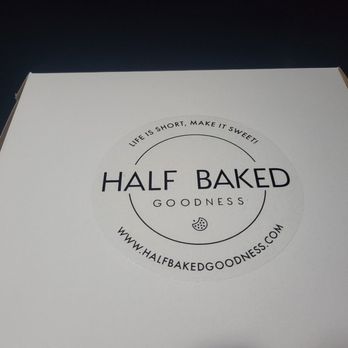 LIFE IS SHORT, MAKE IT SWEET!
HALF BAKED
GOODNESS
WWW.HALFBAKEDGOODNESS.COM